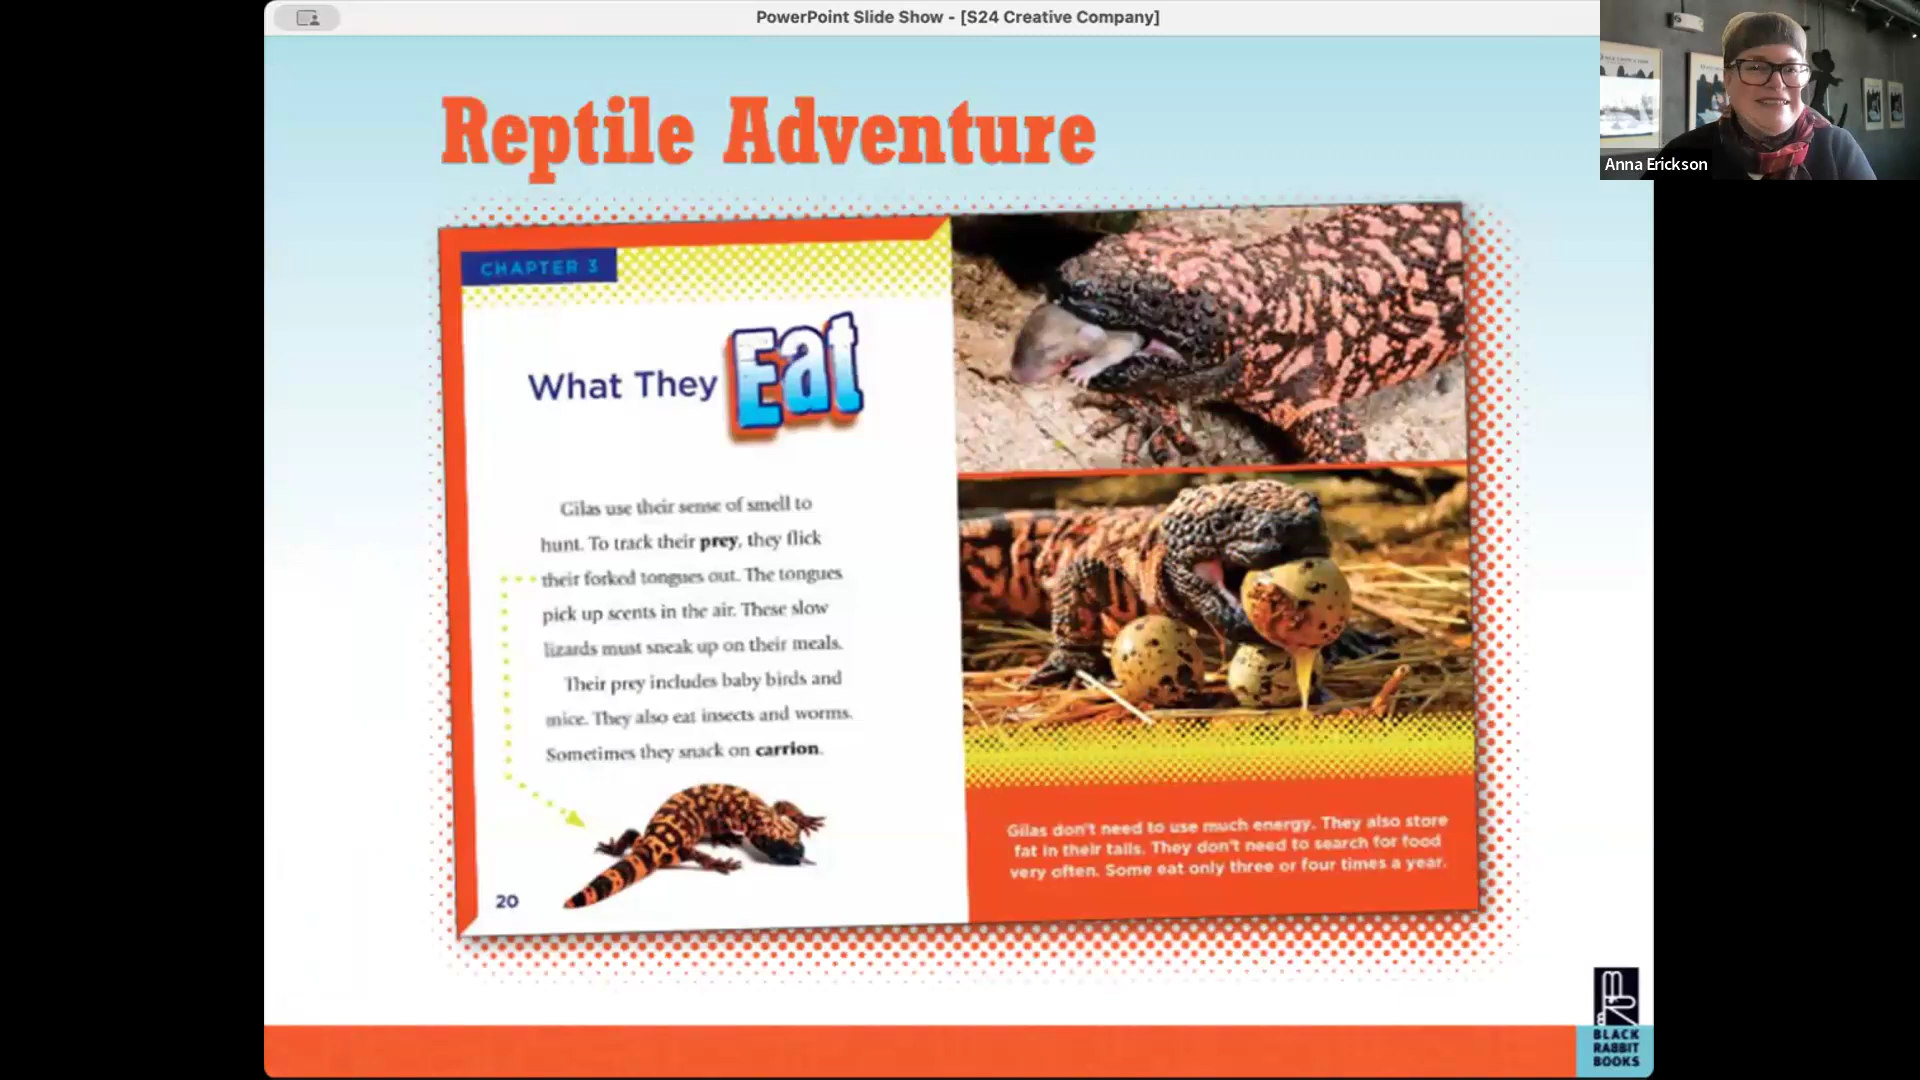 PowerPoint Slide Show - [S24 Creative Company]
Anna Erickson
Reptile Adventure
CHAPTER 3
What They Eat
Gilas use their sense of smell to
hunt. To track their prey, they flick
their forked tongues out. The tongues
pick up scents in the air. These slow
lizards must sneak up on their meals.
Their prey includes baby birds and
mice. They also eat insects and worms.
Sometimes they snack on carrion.
20
Gilas don't need to use much energy. They also store
fat in their tails. They don't need to search for food
very often. Some eat only three or four times a year.
BLACK
RABBIT
BOOKS